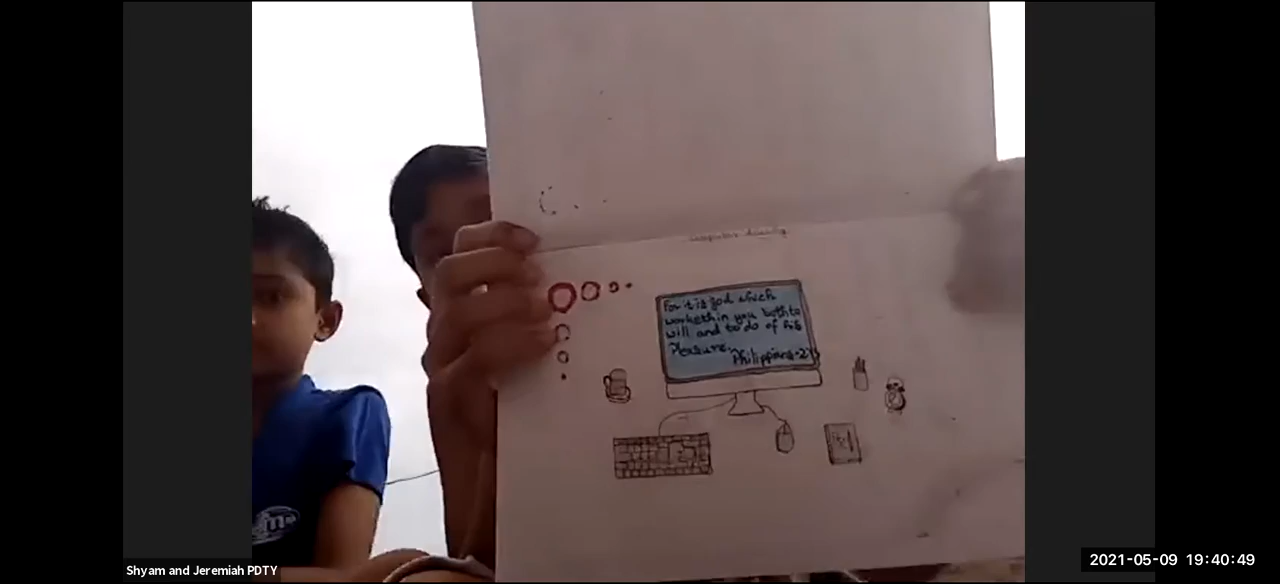 For it is god which
worketh in you both to
will and to do of his
Pleasure.
Philippians-2
Shyam and Jeremiah PDTY
2021-05-09 19:40:49